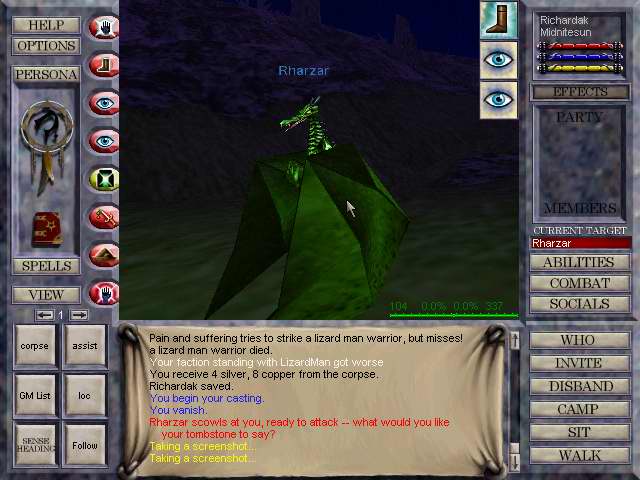 HELP
OPTIONS
PERSONA
SPELLS
VIEW
1
corpse
assist
GM List
loc
SENSE
HEADING
Follow
Rharzar
104 0.0% 0.0% 337
Pain and suffering tries to strike a lizard man warrior, but misses!
a lizard man warrior died.
Your faction standing with LizardMan got worse
You receive 4 silver, 8 copper from the corpse.
Richardak saved.
You begin your casting.
You vanish.
Rharzar scowls at you, ready to attack -- what would you like
your tombstone to say?
Taking a screenshot...
Taking a screenshot...
Richardak
Midnitesun
EFFECTS
PARTY
MEMBERS
CURRENT TARGET
Rharzar
ABILITIES
COMBAT
SOCIALS
WHO
INVITE
DISBAND
CAMP
SIT
WALK